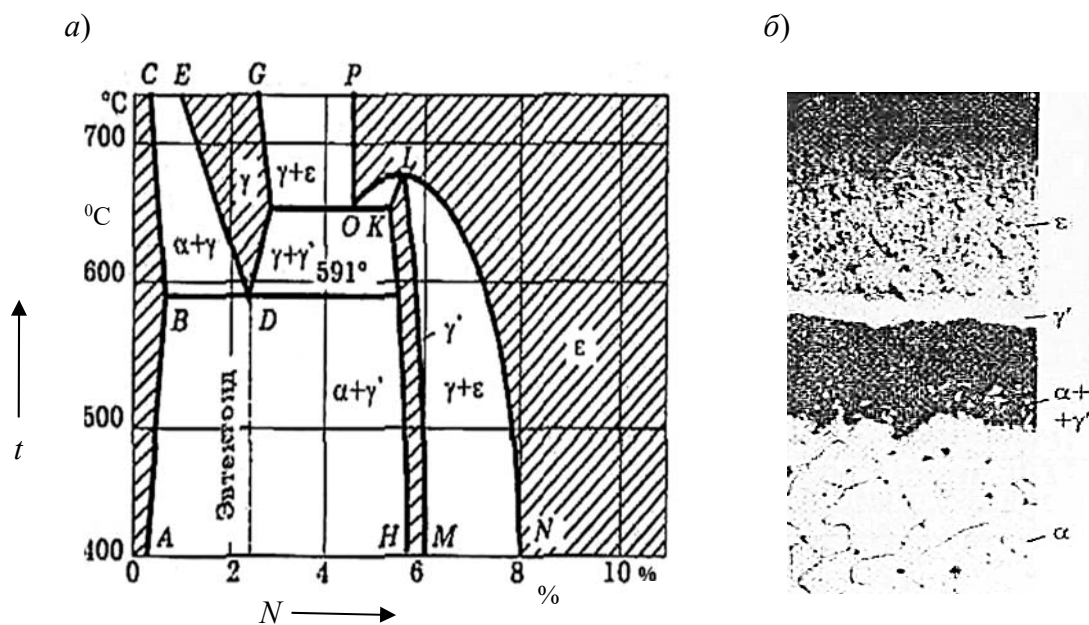 а)
б)
C E G P
°C
700
⁰C
600
500
400
t
γ
γ+ε
α+γ
O K
γ+γ'
591°
B D
γ'
ε
α+γ'
γ+ε
Эвтектоид
A H M N
0 2 4 6 8 10 %
%
N
ε
γ'
α+
+γ'
α